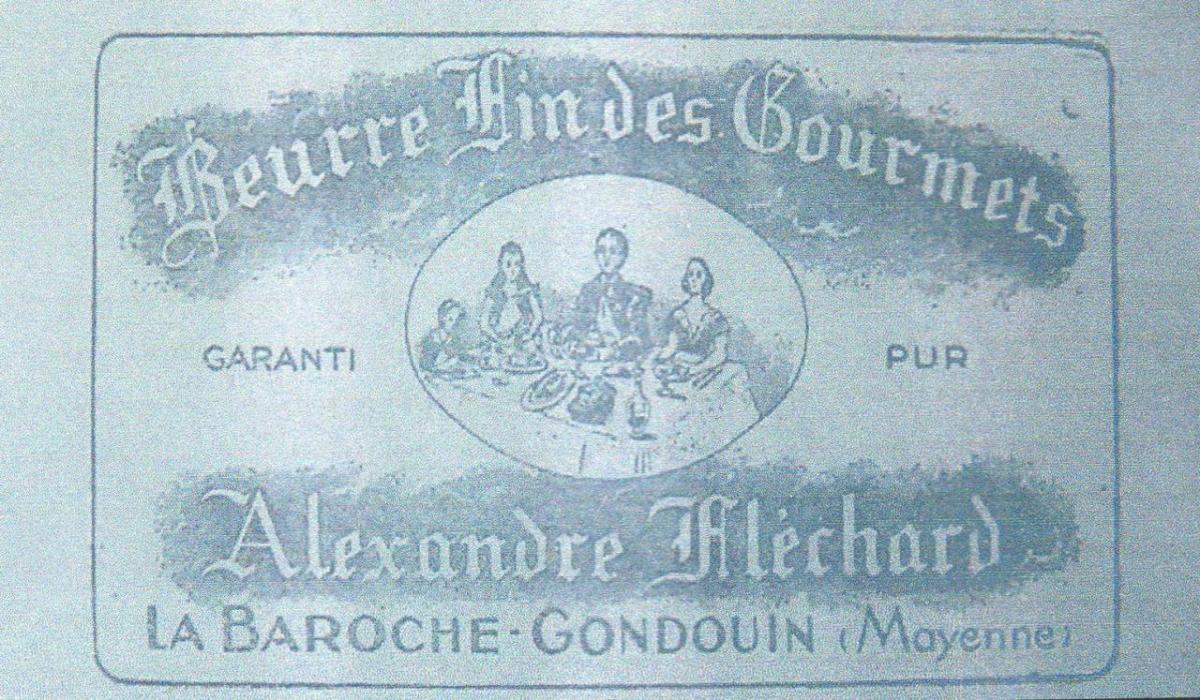 Beurre Fin des Gourmets
GARANTI PUR
Alexandre Fléchard
LA BAROCHE-GONDOUIN (Mayenne)